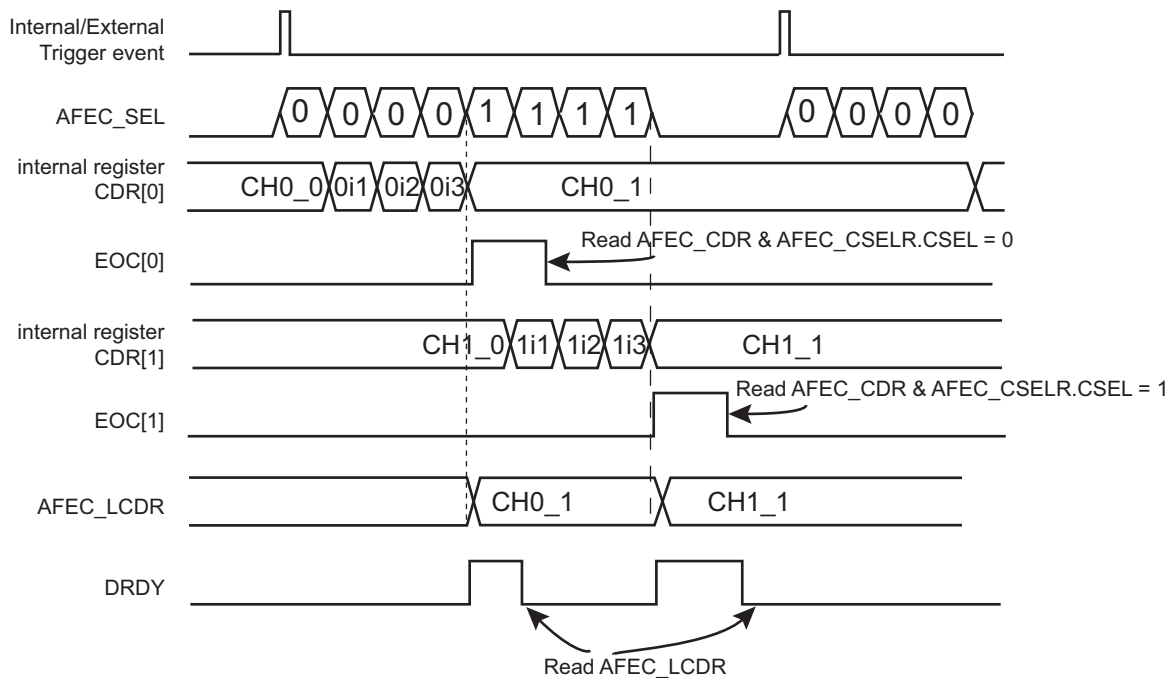 Internal/External
Trigger event
AFEC_SEL
0 0 0 0 1 1 1 1 0 0 0 0
internal register
CDR[0]
CH0_0 0i1 0i2 0i3 CH0_1
EOC[0]
Read AFEC_CDR & AFEC_CSELR.CSEL = 0
internal register
CDR[1]
CH1_0 1i1 1i2 1i3 CH1_1
EOC[1]
Read AFEC_CDR & AFEC_CSELR.CSEL = 1
AFEC_LCDR
CH0_1 CH1_1
DRDY
Read AFEC_LCDR